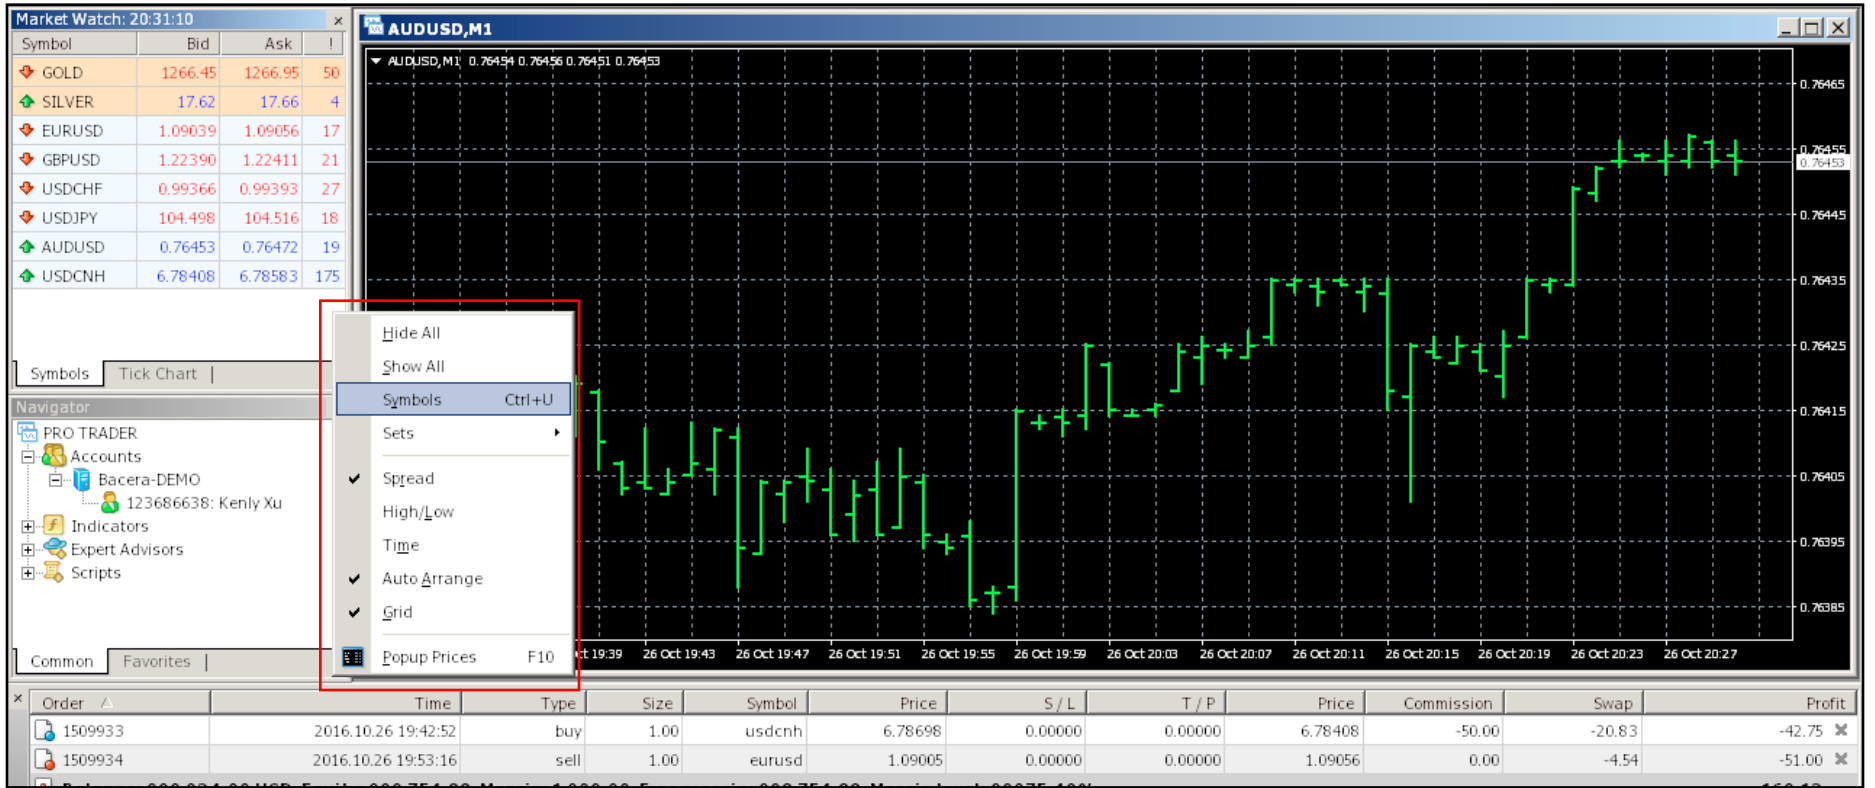 Market Watch: 20:31:10
Symbol Bid Ask !
GOLD 1266.45 1266.95 50
SILVER 17.62 17.66 4
EURUSD 1.09039 1.09056 17
GBPUSD 1.22390 1.22411 21
USDCHF 0.99366 0.99393 27
USDJPY 104.498 104.516 18
AUDUSD 0.76453 0.76472 19
USDCNH 6.78408 6.78583 175
Symbols Tick Chart
Navigator
PRO TRADER
Accounts
Bacera-DEMO
123686638: Kenly Xu
Indicators
Expert Advisors
Scripts
Common Favorites
Hide All
Show All
Symbols Ctrl+U
Sets
Spread
High/Low
Time
Auto Arrange
Grid
Popup Prices F10
AUDUSD,M1
AUDUSD,M1 0.76454 0.76456 0.76451 0.76453
0.76465
0.76455
0.76453
0.76445
0.76435
0.76425
0.76415
0.76405
0.76395
0.76385
19:39 26 Oct 19:43 26 Oct 19:47 26 Oct 19:51 26 Oct 19:55 26 Oct 19:59 26 Oct 20:03 26 Oct 20:07 26 Oct 20:11 26 Oct 20:15 26 Oct 20:19 26 Oct 20:23 26 Oct 20:27
Order Time Type Size Symbol Price S / L T / P Price Commission Swap Profit
1509933 2016.10.26 19:42:52 buy 1.00 usdcnh 6.78698 0.00000 0.00000 6.78408 -50.00 -20.83 -42.75
1509934 2016.10.26 19:53:16 sell 1.00 eurusd 1.09005 0.00000 0.00000 1.09056 0.00 -4.54 -51.00